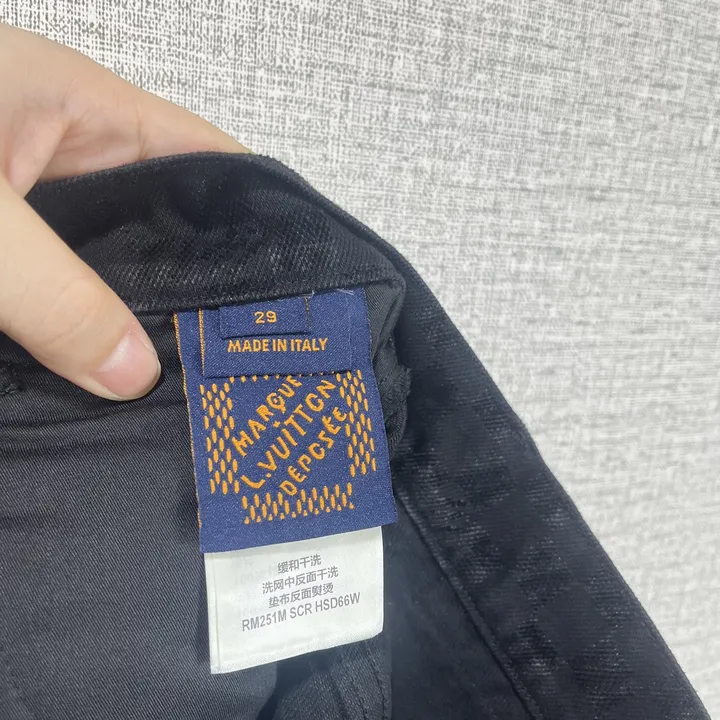 29
MADE IN ITALY
MARQUE
L.VUITTON
DÉPOSÉE
缓和干洗
洗网中反面干洗
垫布反面熨烫
RM251M SCR HSD66W